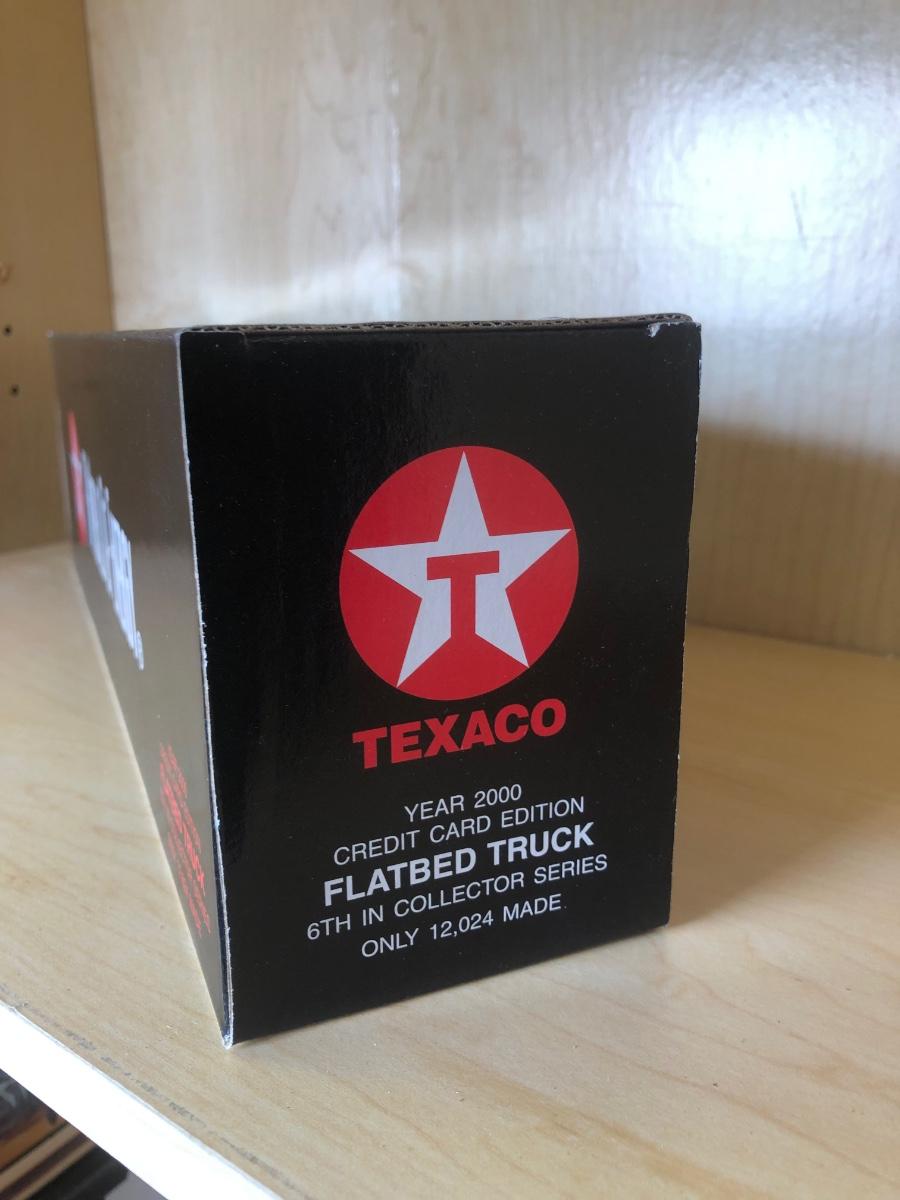 T
TEXACO
YEAR 2000
CREDIT CARD EDITION
FLATBED TRUCK
6TH IN COLLECTOR SERIES
ONLY 12,024 MADE.